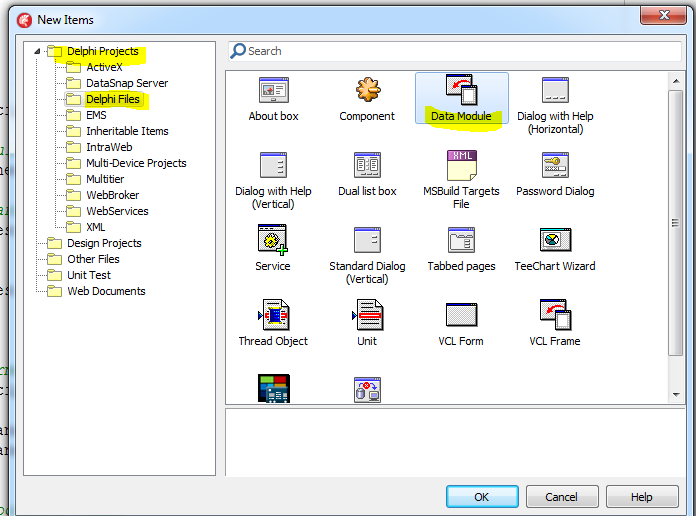 New Items
Delphi Projects
ActiveX
DataSnap Server
Delphi Files
EMS
Inheritable Items
IntraWeb
Multi-Device Projects
Multitier
WebBroker
WebServices
XML
Design Projects
Other Files
Unit Test
Web Documents
Search
About box
Component
Data Module
Dialog with Help
(Horizontal)
Dialog with Help
(Vertical)
Dual list box
XML
MSBuild Targets
File
Password Dialog
Service
Standard Dialog
(Vertical)
Tabbed pages
TeeChart Wizard
Thread Object
Unit
VCL Form
VCL Frame
OK
Cancel
Help